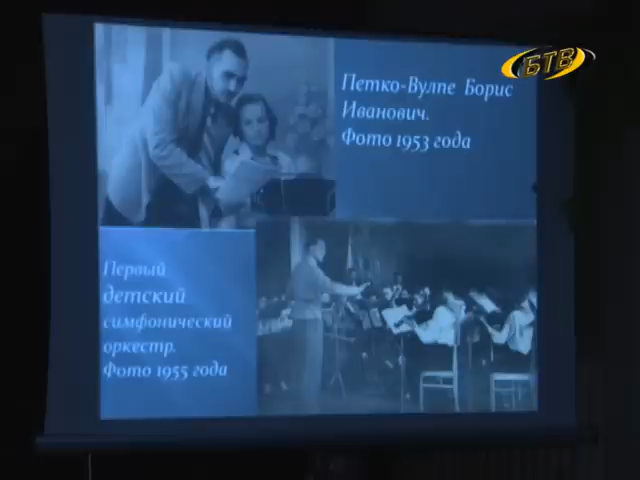 БТВ
Петко-Вулпе Борис
Иванович.
Фото 1953 года
Первый
детский
симфонический
оркестр.
Фото 1955 года